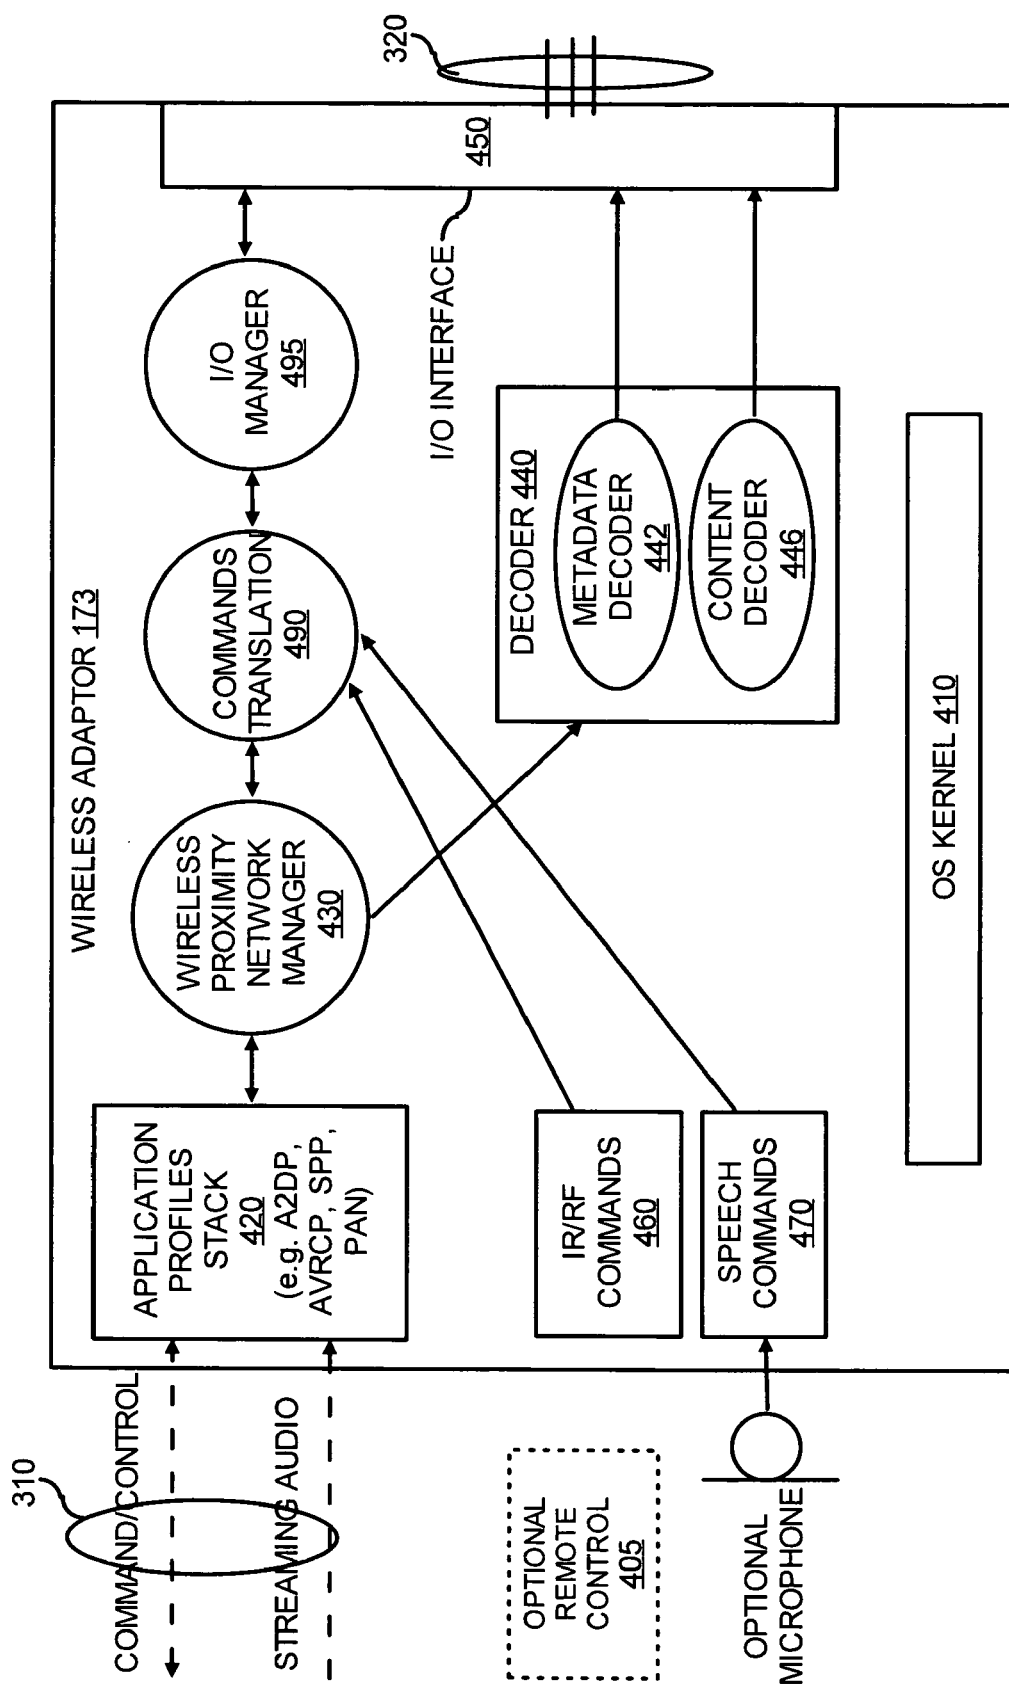 WIRELESS ADAPTOR 173
310
COMMAND/CONTROL
STREAMING AUDIO
APPLICATION
PROFILES
STACK
420
(e.g. A2DP,
AVRCP, SPP,
PAN)
WIRELESS
PROXIMITY
NETWORK
MANAGER
430
COMMANDS
TRANSLATION
490
I/O
MANAGER
495
I/O INTERFACE
450
320
OPTIONAL
REMOTE
CONTROL
405
IR/RF
COMMANDS
460
DECODER 440
METADATA
DECODER
442
CONTENT
DECODER
446
OPTIONAL
MICROPHONE
SPEECH
COMMANDS
470
OS KERNEL 410